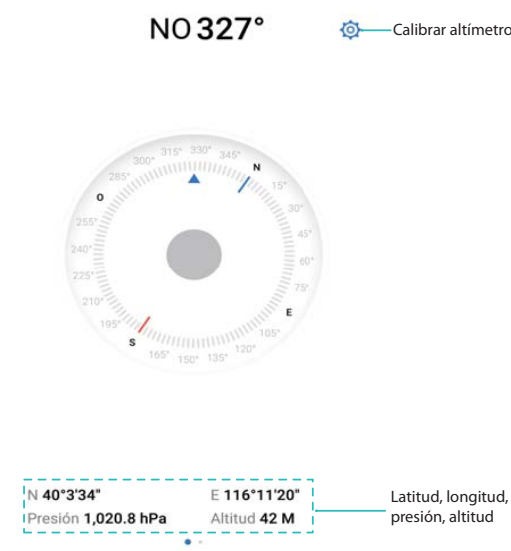 NO 327°
Calibrar altímetro
315° 330° 345°
300° N
285° 15°
O 30°
255° 45°
240° 60°
225° 75°
210° E
195° 105°
S 120°
165° 150° 135°
N 40°3'34" E 116°11'20"
Presión 1,020.8 hPa Altitud 42 M
Latitud, longitud,
presión, altitud